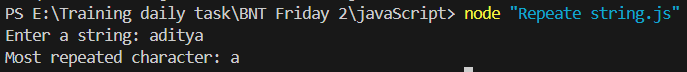 PS E:\Training daily task\BNT Friday 2\javaScript> node "Repeate string.js"
Enter a string: aditya
Most repeated character: a